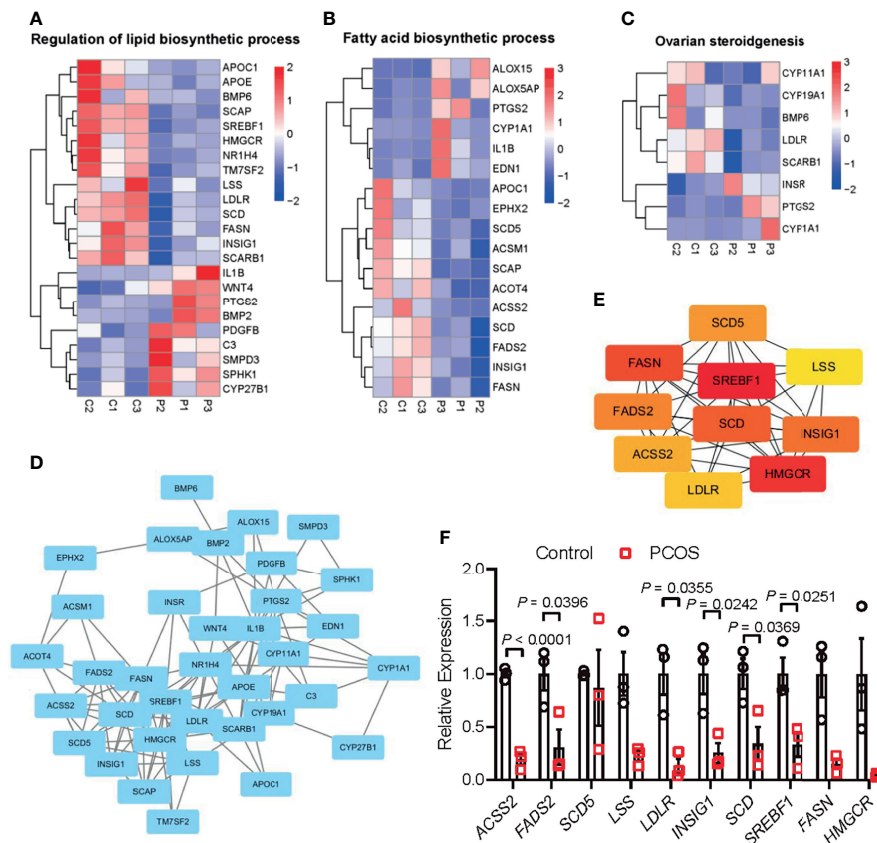 A
Regulation of lipid biosynthetic process
2
1
0
−1
−2
APOC1
APOE
BMP6
SCAP
SREBF1
HMGCR
NR1H4
TM7SF2
LSS
LDLR
SCD
FASN
INSIG1
SCARB1
IL1B
WNT4
PTGS2
BMP2
PDGFB
C3
SMPD3
SPHK1
CYP27B1
C2 C1 C3 P2 P1 P3
B
Fatty acid biosynthetic process
3
2
1
0
−1
−2
ALOX15
ALOX5AP
PTGS2
CYP1A1
IL1B
EDN1
APOC1
EPHX2
SCD5
ACSM1
SCAP
ACOT4
ACSS2
SCD
FADS2
INSIG1
FASN
C2 C1 C3 P3 P1 P2
C
Ovarian steroidgenesis
3
2
1
0
−1
−2
CYP11A1
CYP19A1
BMP6
LDLR
SCARB1
INSR
PTGS2
CYP1A1
C2 C1 C3 P2 P1 P3
D
BMP6
ALOX15
SMPD3
ALOX5AP
BMP2
EPHX2
PDGFB
SPHK1
ACSM1
INSR
PTGS2
WNT4
IL1B
EDN1
ACOT4
FADS2
FASN
NR1H4
CYP11A1
CYP1A1
APOE
ACSS2
SCD
SREBF1
LDLR
C3
CYP19A1
SCARB1
SCD5
HMGCR
CYP27B1
INSIG1
LSS
SCAP
APOC1
TM7SF2
E
SCD5
FASN
SREBF1
LSS
FADS2
SCD
INSIG1
ACSS2
HMGCR
LDLR
F
Control PCOS
Relative Expression
2.0
1.5
1.0
0.5
0.00
P < 0.0001
P = 0.0396
P = 0.0355
P = 0.0242
P = 0.0369
P = 0.0251
ACSS2 FADS2 SCD5 LSS LDLR INSIG1 SCD SREBF1 FASN HMGCR